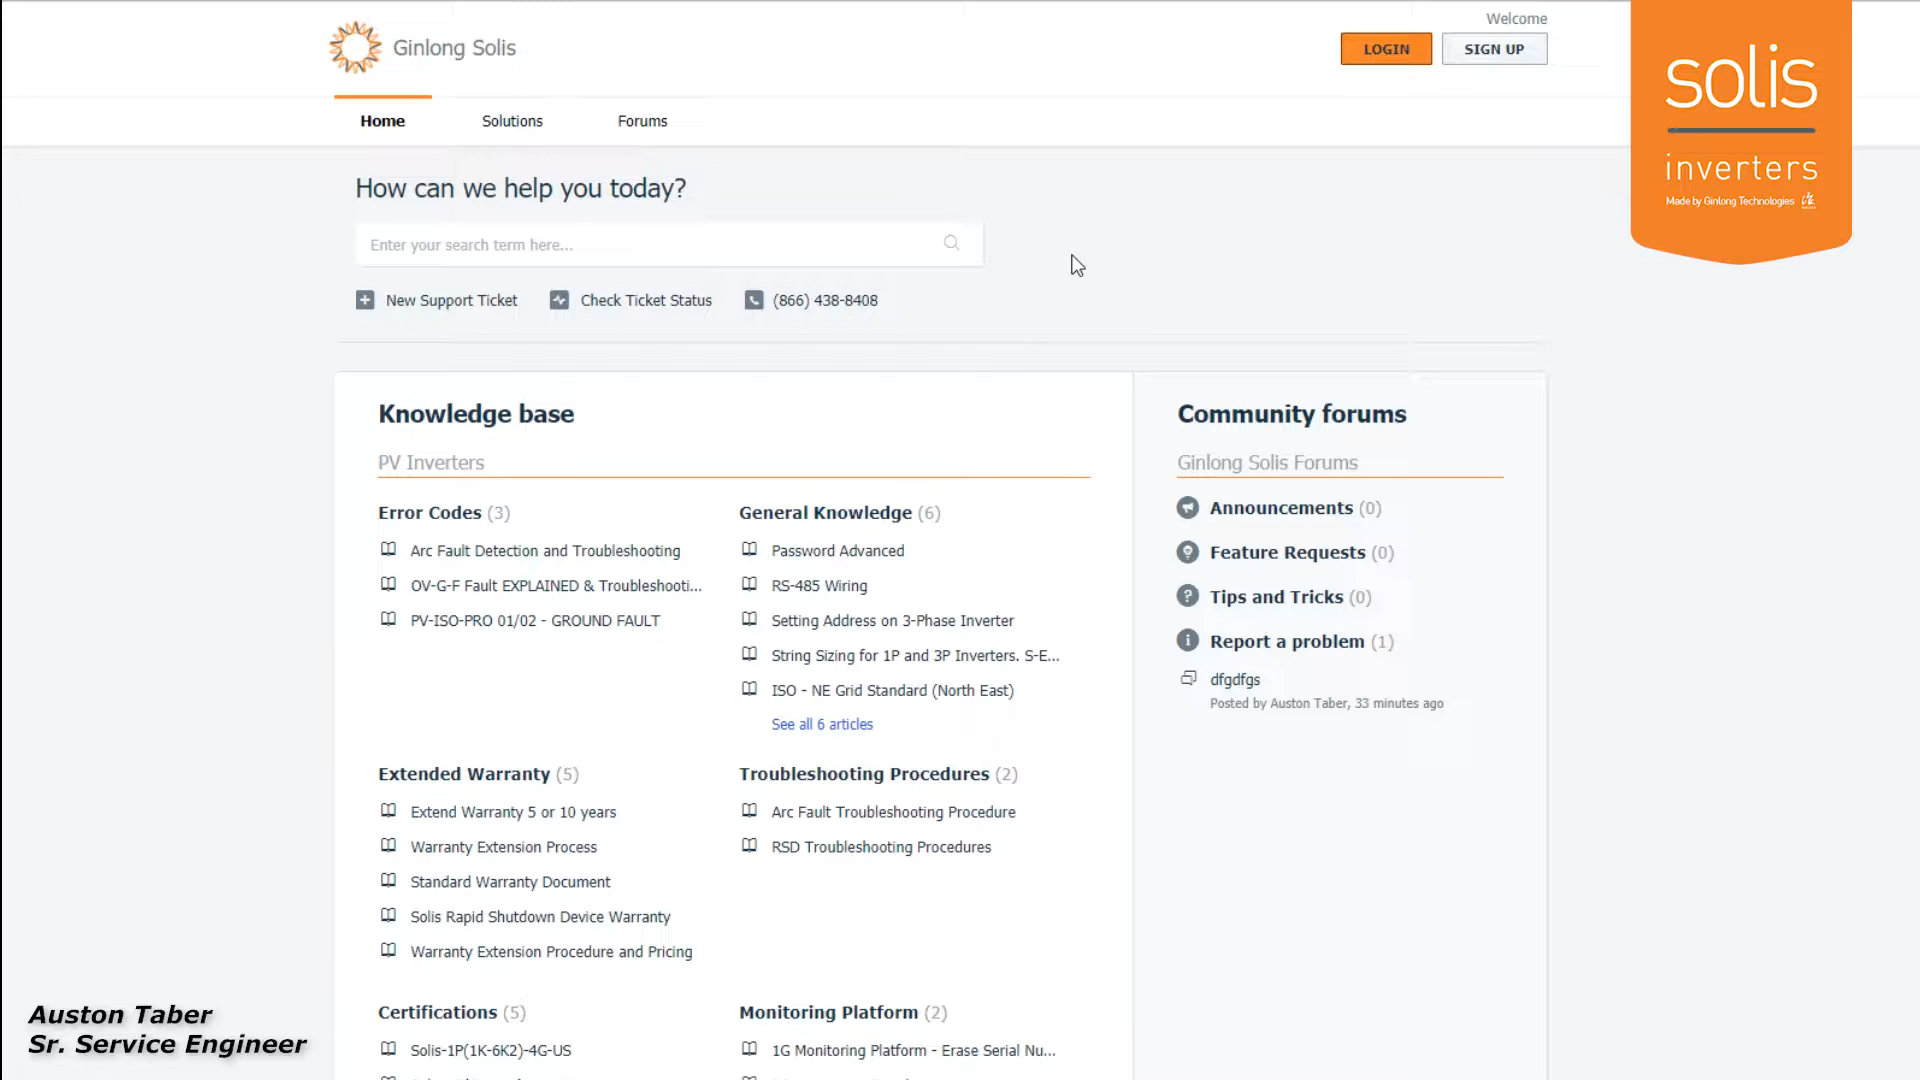 Welcome
Ginlong Solis
LOGIN
SIGN UP
solis
inverters
Made by Ginlong Technologies
Home
Solutions
Forums
How can we help you today?
Enter your search term here...
New Support Ticket
Check Ticket Status
(866) 438-8408
Knowledge base
PV Inverters
Error Codes (3)
Arc Fault Detection and Troubleshooting
OV-G-F Fault EXPLAINED & Troubleshooti...
PV-ISO-PRO 01/02 - GROUND FAULT
General Knowledge (6)
Password Advanced
RS-485 Wiring
Setting Address on 3-Phase Inverter
String Sizing for 1P and 3P Inverters. S-E...
ISO - NE Grid Standard (North East)
See all 6 articles
Extended Warranty (5)
Extend Warranty 5 or 10 years
Warranty Extension Process
Standard Warranty Document
Solis Rapid Shutdown Device Warranty
Warranty Extension Procedure and Pricing
Troubleshooting Procedures (2)
Arc Fault Troubleshooting Procedure
RSD Troubleshooting Procedures
Certifications (5)
Solis-1P(1K-6K2)-4G-US
Monitoring Platform (2)
1G Monitoring Platform - Erase Serial Nu...
Community forums
Ginlong Solis Forums
Announcements (0)
Feature Requests (0)
Tips and Tricks (0)
Report a problem (1)
dfgdfgs
Posted by Auston Taber, 33 minutes ago
Auston Taber
Sr. Service Engineer